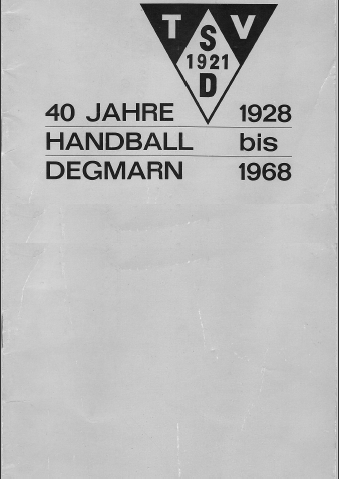 T S V
1921
D
40 JAHRE 1928
HANDBALL bis
DEGMARN 1968